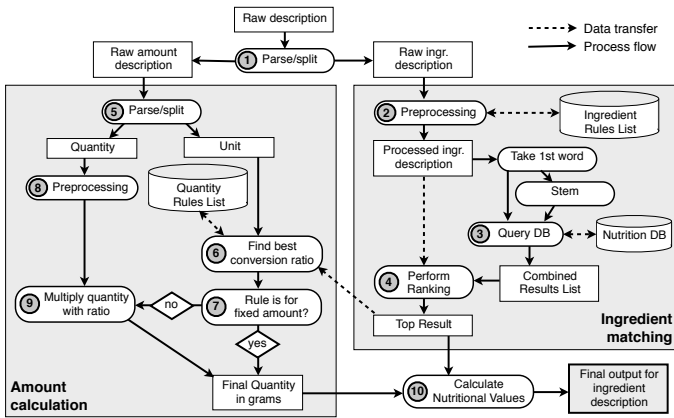 Raw description
Data transfer
Process flow
Raw amount
description
1 Parse/split
Raw ingr.
description
5 Parse/split
2 Preprocessing
Ingredient
Rules List
Quantity
Unit
Processed ingr.
description
Take 1st word
8 Preprocessing
Quantity
Rules List
Stem
3 Query DB
Nutrition DB
6 Find best
conversion ratio
4 Perform
Ranking
Combined
Results List
9 Multiply quantity
with ratio
no
7 Rule is for
fixed amount?
Top Result
Ingredient
matching
yes
Amount
calculation
Final Quantity
in grams
10 Calculate
Nutritional Values
Final output for
ingredient
description